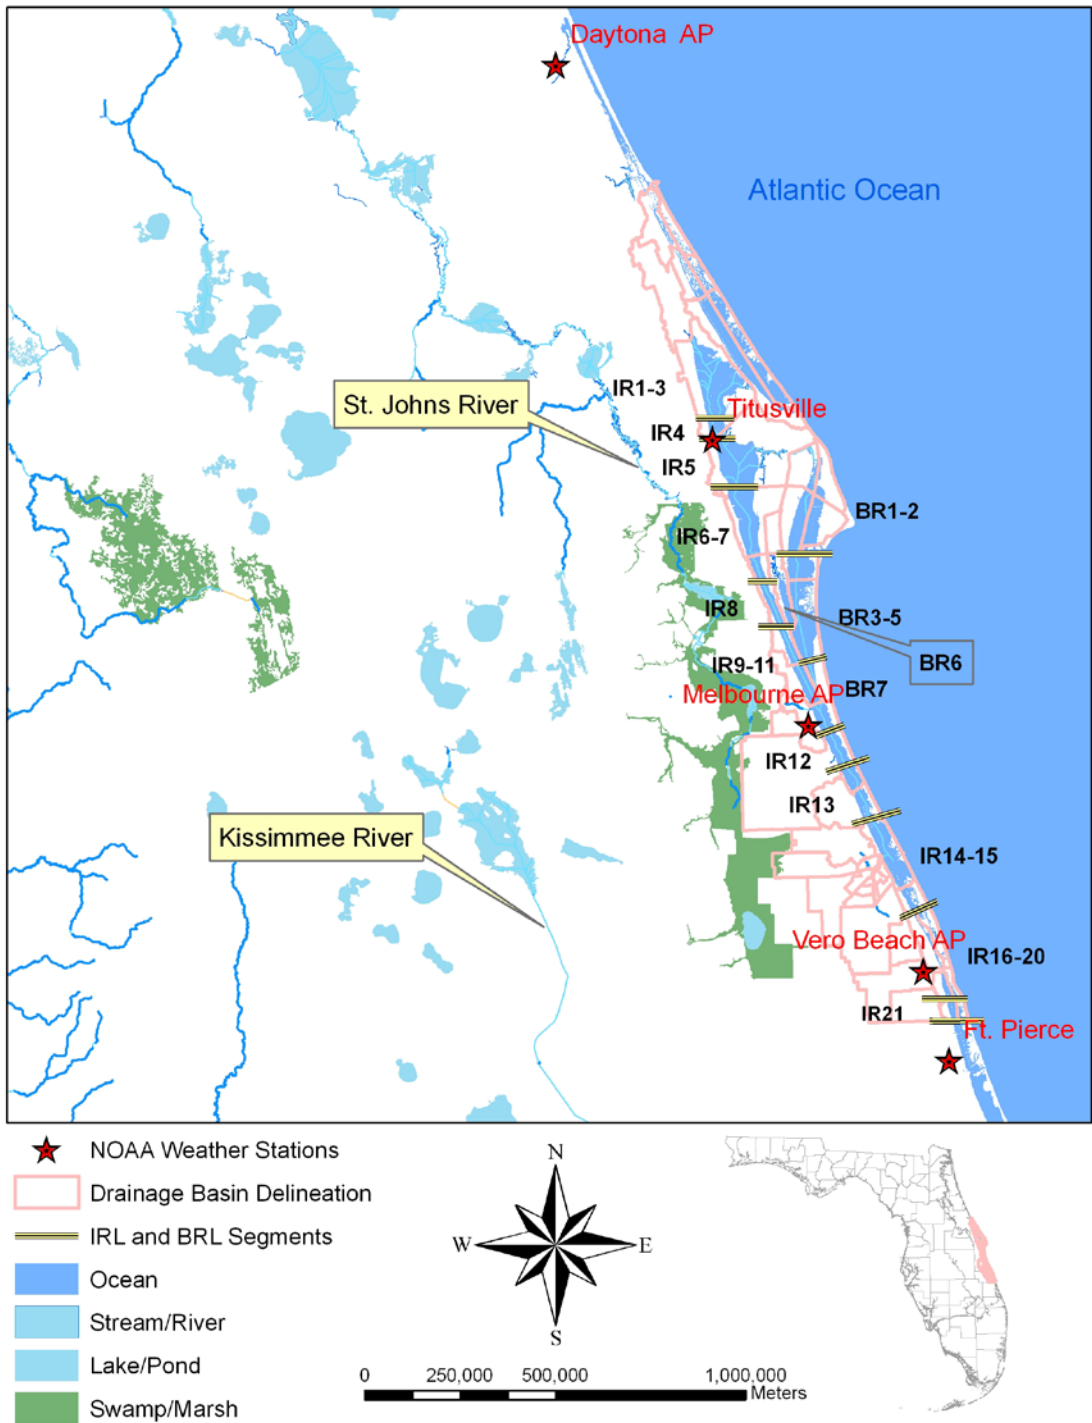 Daytona AP
Atlantic Ocean
IR1-3
St. Johns River
Titusville
IR4
IR5
BR1-2
IR6-7
IR8
BR3-5
BR6
IR9-11
BR7
Melbourne AP
IR12
IR13
Kissimmee River
IR14-15
Vero Beach AP
IR16-20
IR21
Ft. Pierce
NOAA Weather Stations
Drainage Basin Delineation
IRL and BRL Segments
Ocean
Stream/River
Lake/Pond
Swamp/Marsh
N
W
E
S
0 250,000 500,000 1,000,000
Meters